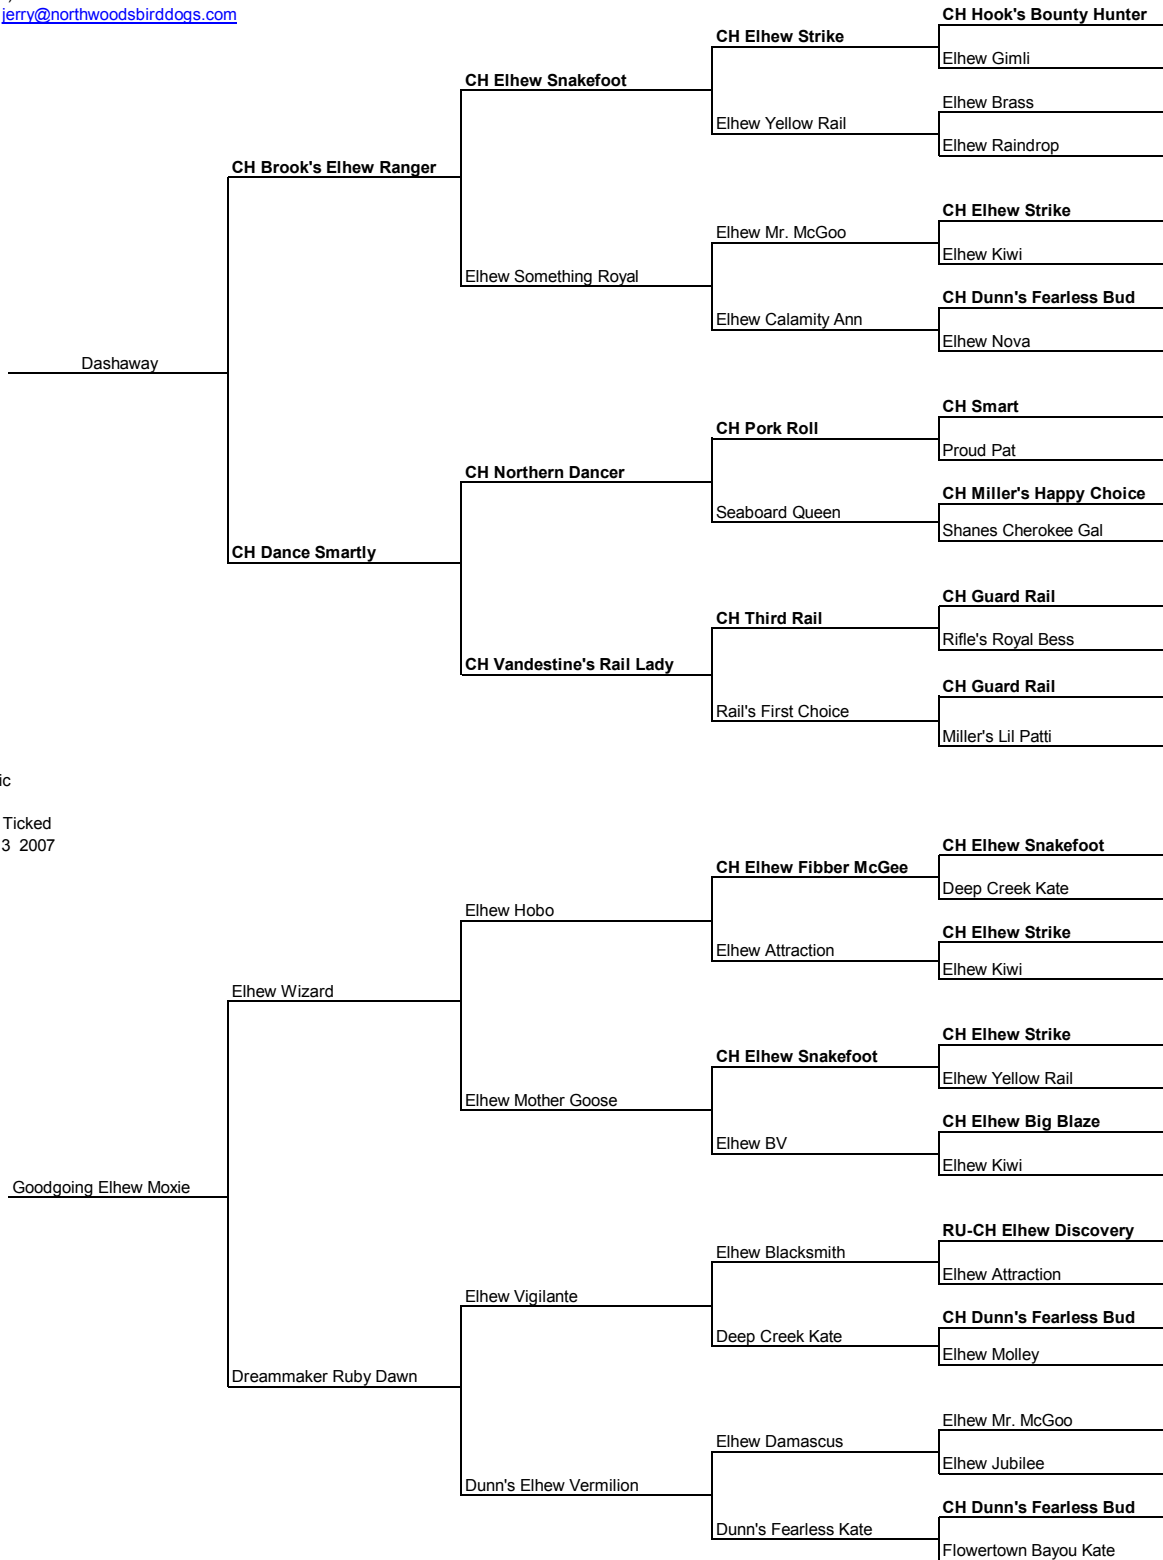 jerry@northwoodsbirddogs.com
CH Hook's Bounty Hunter
CH Elhew Strike
Elhew Gimli
CH Elhew Snakefoot
Elhew Brass
Elhew Yellow Rail
Elhew Raindrop
CH Brook's Elhew Ranger
CH Elhew Strike
Elhew Mr. McGoo
Elhew Kiwi
Elhew Something Royal
CH Dunn's Fearless Bud
Elhew Calamity Ann
Elhew Nova
Dashaway
CH Smart
CH Pork Roll
Proud Pat
CH Northern Dancer
CH Miller's Happy Choice
Seaboard Queen
Shanes Cherokee Gal
CH Dance Smartly
CH Guard Rail
CH Third Rail
Rifle's Royal Bess
CH Vandestine's Rail Lady
CH Guard Rail
Rail's First Choice
Miller's Lil Patti
ic
Ticked
3 2007
CH Elhew Snakefoot
CH Elhew Fibber McGee
Deep Creek Kate
Elhew Hobo
CH Elhew Strike
Elhew Attraction
Elhew Kiwi
Elhew Wizard
CH Elhew Strike
CH Elhew Snakefoot
Elhew Yellow Rail
Elhew Mother Goose
CH Elhew Big Blaze
Elhew BV
Elhew Kiwi
Goodgoing Elhew Moxie
RU-CH Elhew Discovery
Elhew Blacksmith
Elhew Attraction
Elhew Vigilante
CH Dunn's Fearless Bud
Deep Creek Kate
Elhew Molley
Dreammaker Ruby Dawn
Elhew Mr. McGoo
Elhew Damascus
Elhew Jubilee
Dunn's Elhew Vermilion
CH Dunn's Fearless Bud
Dunn's Fearless Kate
Flowertown Bayou Kate